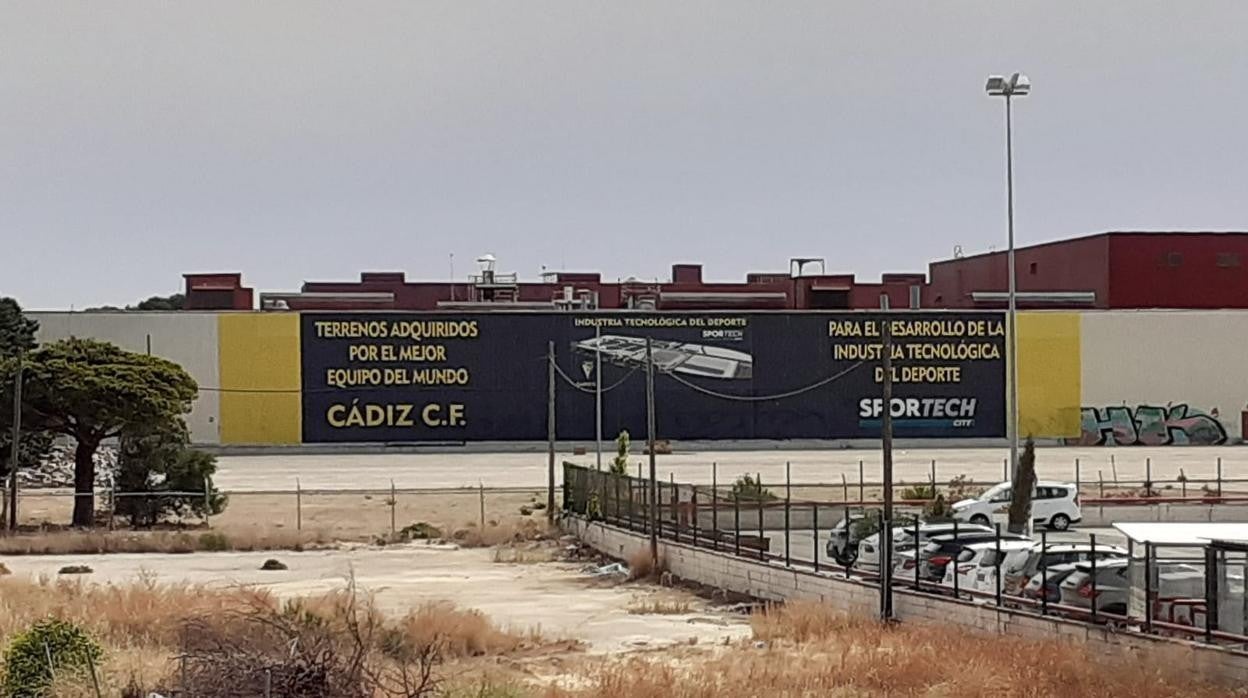 TERRENOS ADQUIRIDOS
POR EL MEJOR
EQUIPO DEL MUNDO
CÁDIZ C.F.
INDUSTRIA TECNOLÓGICA DEL DEPORTE
SPORTECH
PARA EL DESARROLLO DE LA
INDUSTRIA TECNOLÓGICA
DEL DEPORTE
SPORTECH
CITY